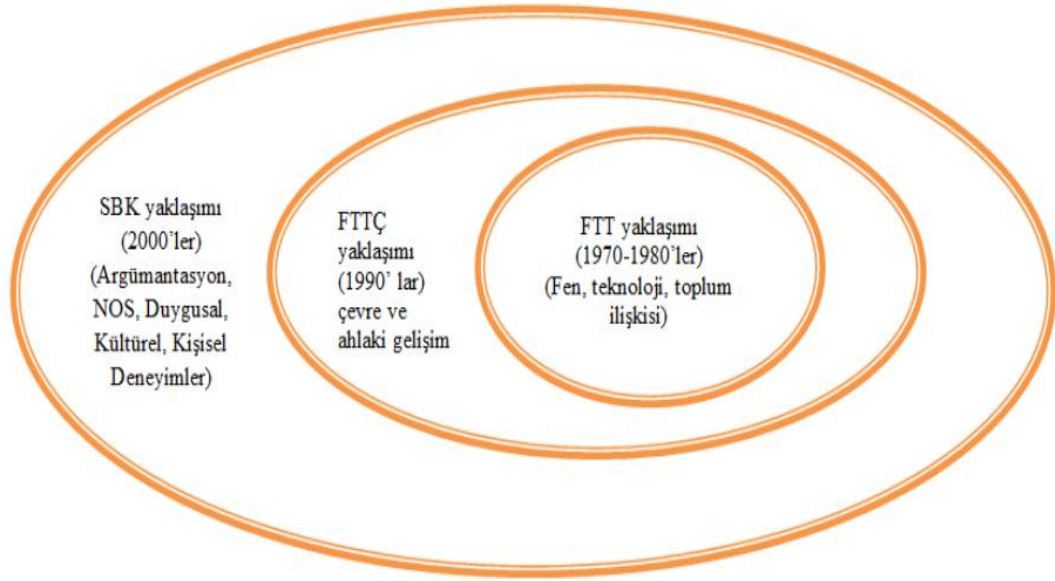 SBK yaklaşımı
(2000’ler)
(Argümantasyon,
NOS, Duygusal,
Kültürel, Kişisel
Deneyimler)
FTTÇ
yaklaşımı
(1990’ lar)
çevre ve
ahlaki gelişim
FTT yaklaşımı
(1970-1980’ler)
(Fen, teknoloji, toplum
ilişkisi)